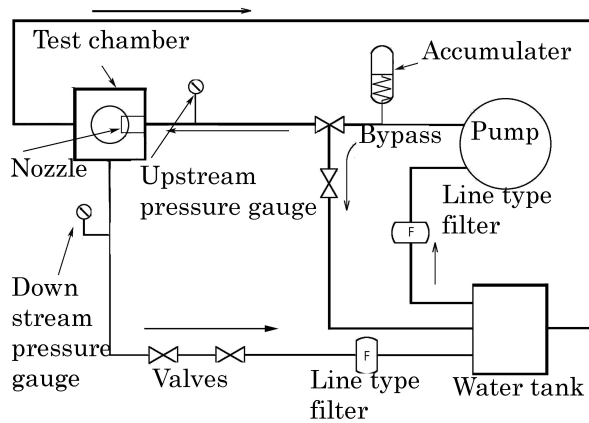 Test chamber
Accumulater
Bypass
Pump
Nozzle
Upstream
pressure gauge
Line type
filter
F
Down
stream
pressure
gauge
Valves
F
Line type
filter
Water tank